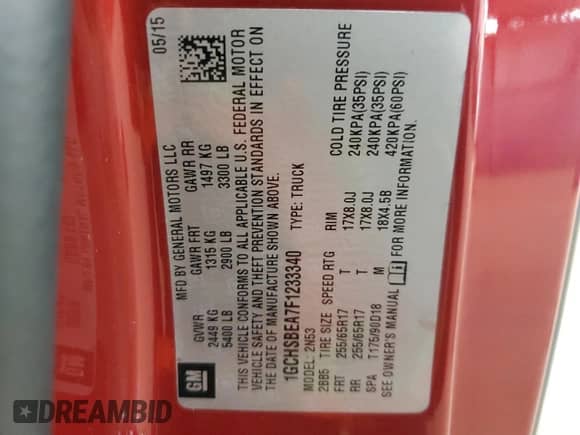 MFD BY GENERAL MOTORS LLC 05/15
GVWR GAWR FRT GAWR RR
2449 KG 1315 KG 1497 KG
5400 LB 2900 LB 3300 LB
THIS VEHICLE CONFORMS TO ALL APPLICABLE U.S. FEDERAL MOTOR
VEHICLE SAFETY AND THEFT PREVENTION STANDARDS IN EFFECT ON
THE DATE OF MANUFACTURE SHOWN ABOVE.
1GCHSBEA7F1233340 TYPE: TRUCK
MODEL: 2N53
2BB5 TIRE SIZE SPEED RTG RIM COLD TIRE PRESSURE
FRT 255/65R17 T 17X8.0J 240KPA(35PSI)
RR 255/65R17 T 17X8.0J 240KPA(35PSI)
SPA T175/90D18 M 18X4.5B 420KPA(60PSI)
SEE OWNER'S MANUAL FOR MORE INFORMATION.
GM
DREAMBID